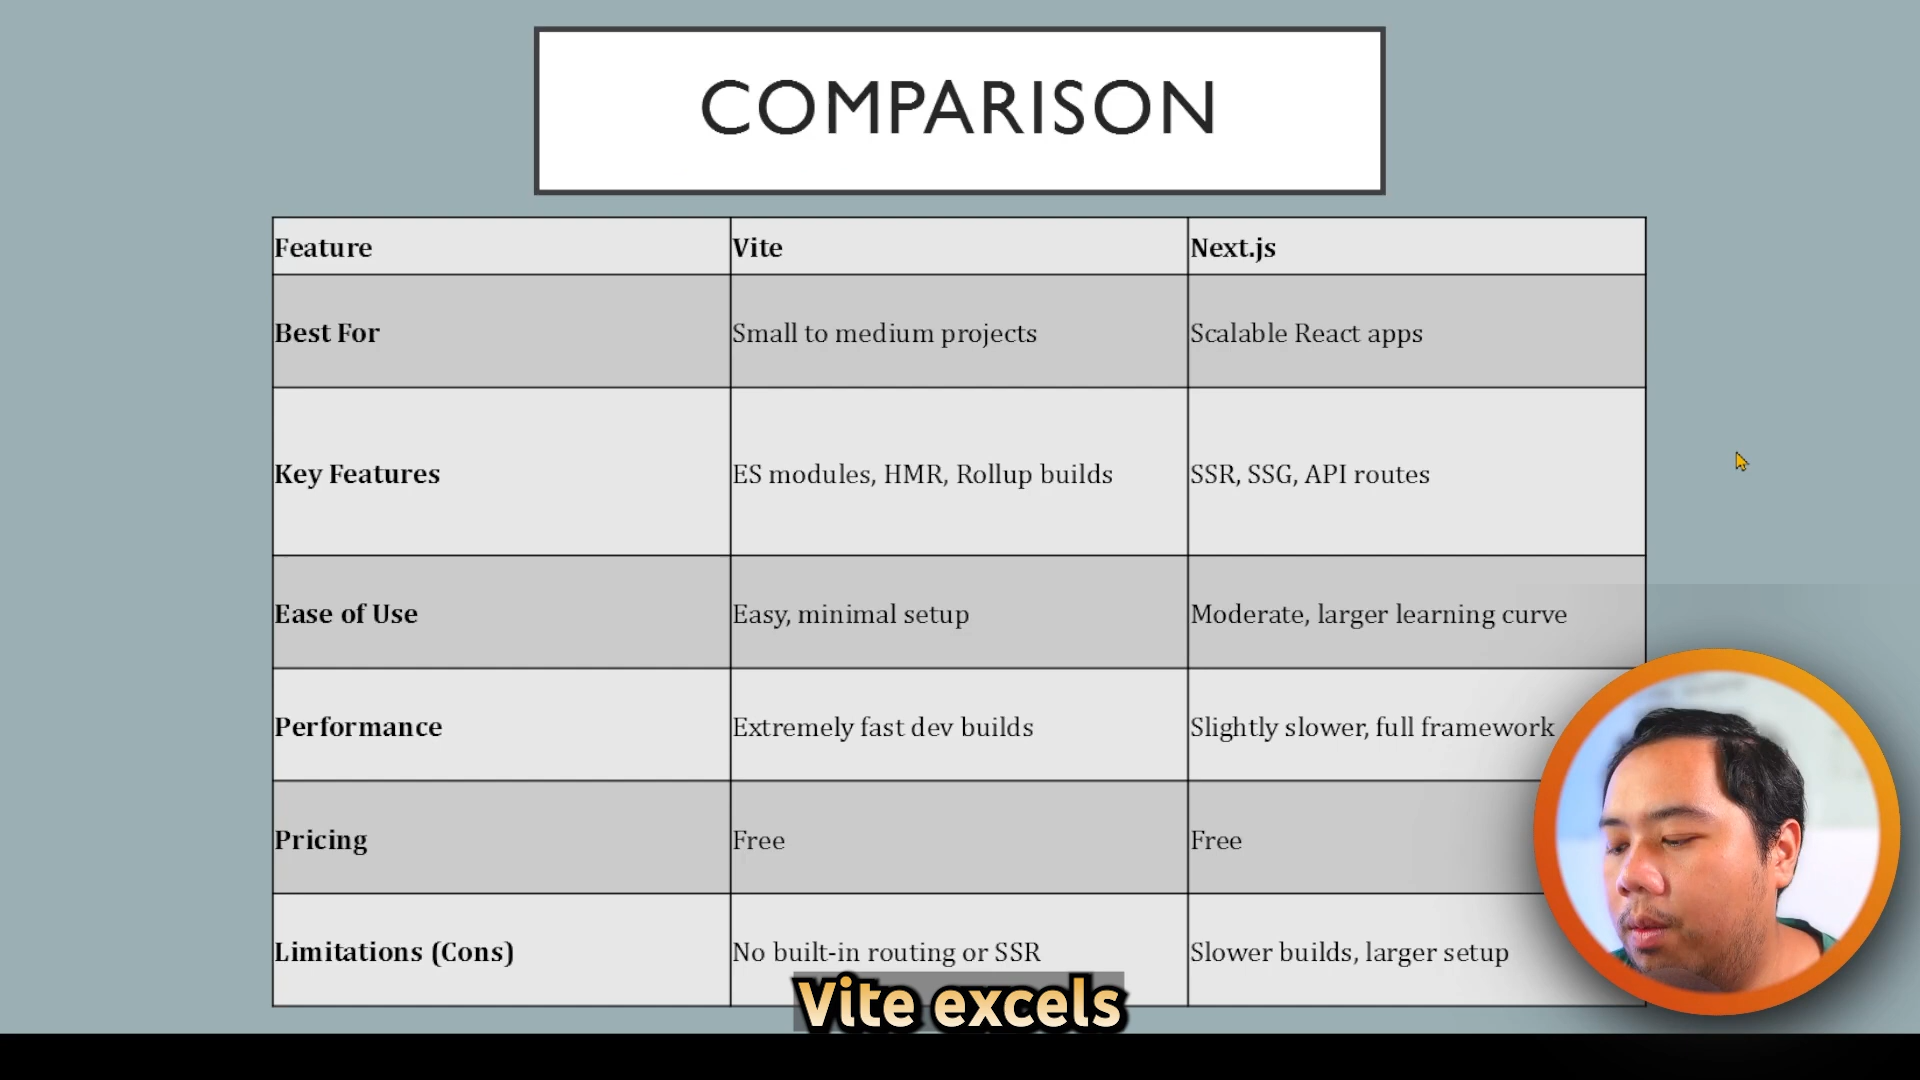 COMPARISON
Feature Vite Next.js
Best For Small to medium projects Scalable React apps
Key Features ES modules, HMR, Rollup builds SSR, SSG, API routes
Ease of Use Easy, minimal setup Moderate, larger learning curve
Performance Extremely fast dev builds Slightly slower, full framework
Pricing Free Free
Limitations (Cons) No built-in routing or SSR Slower builds, larger setup
Vite excels